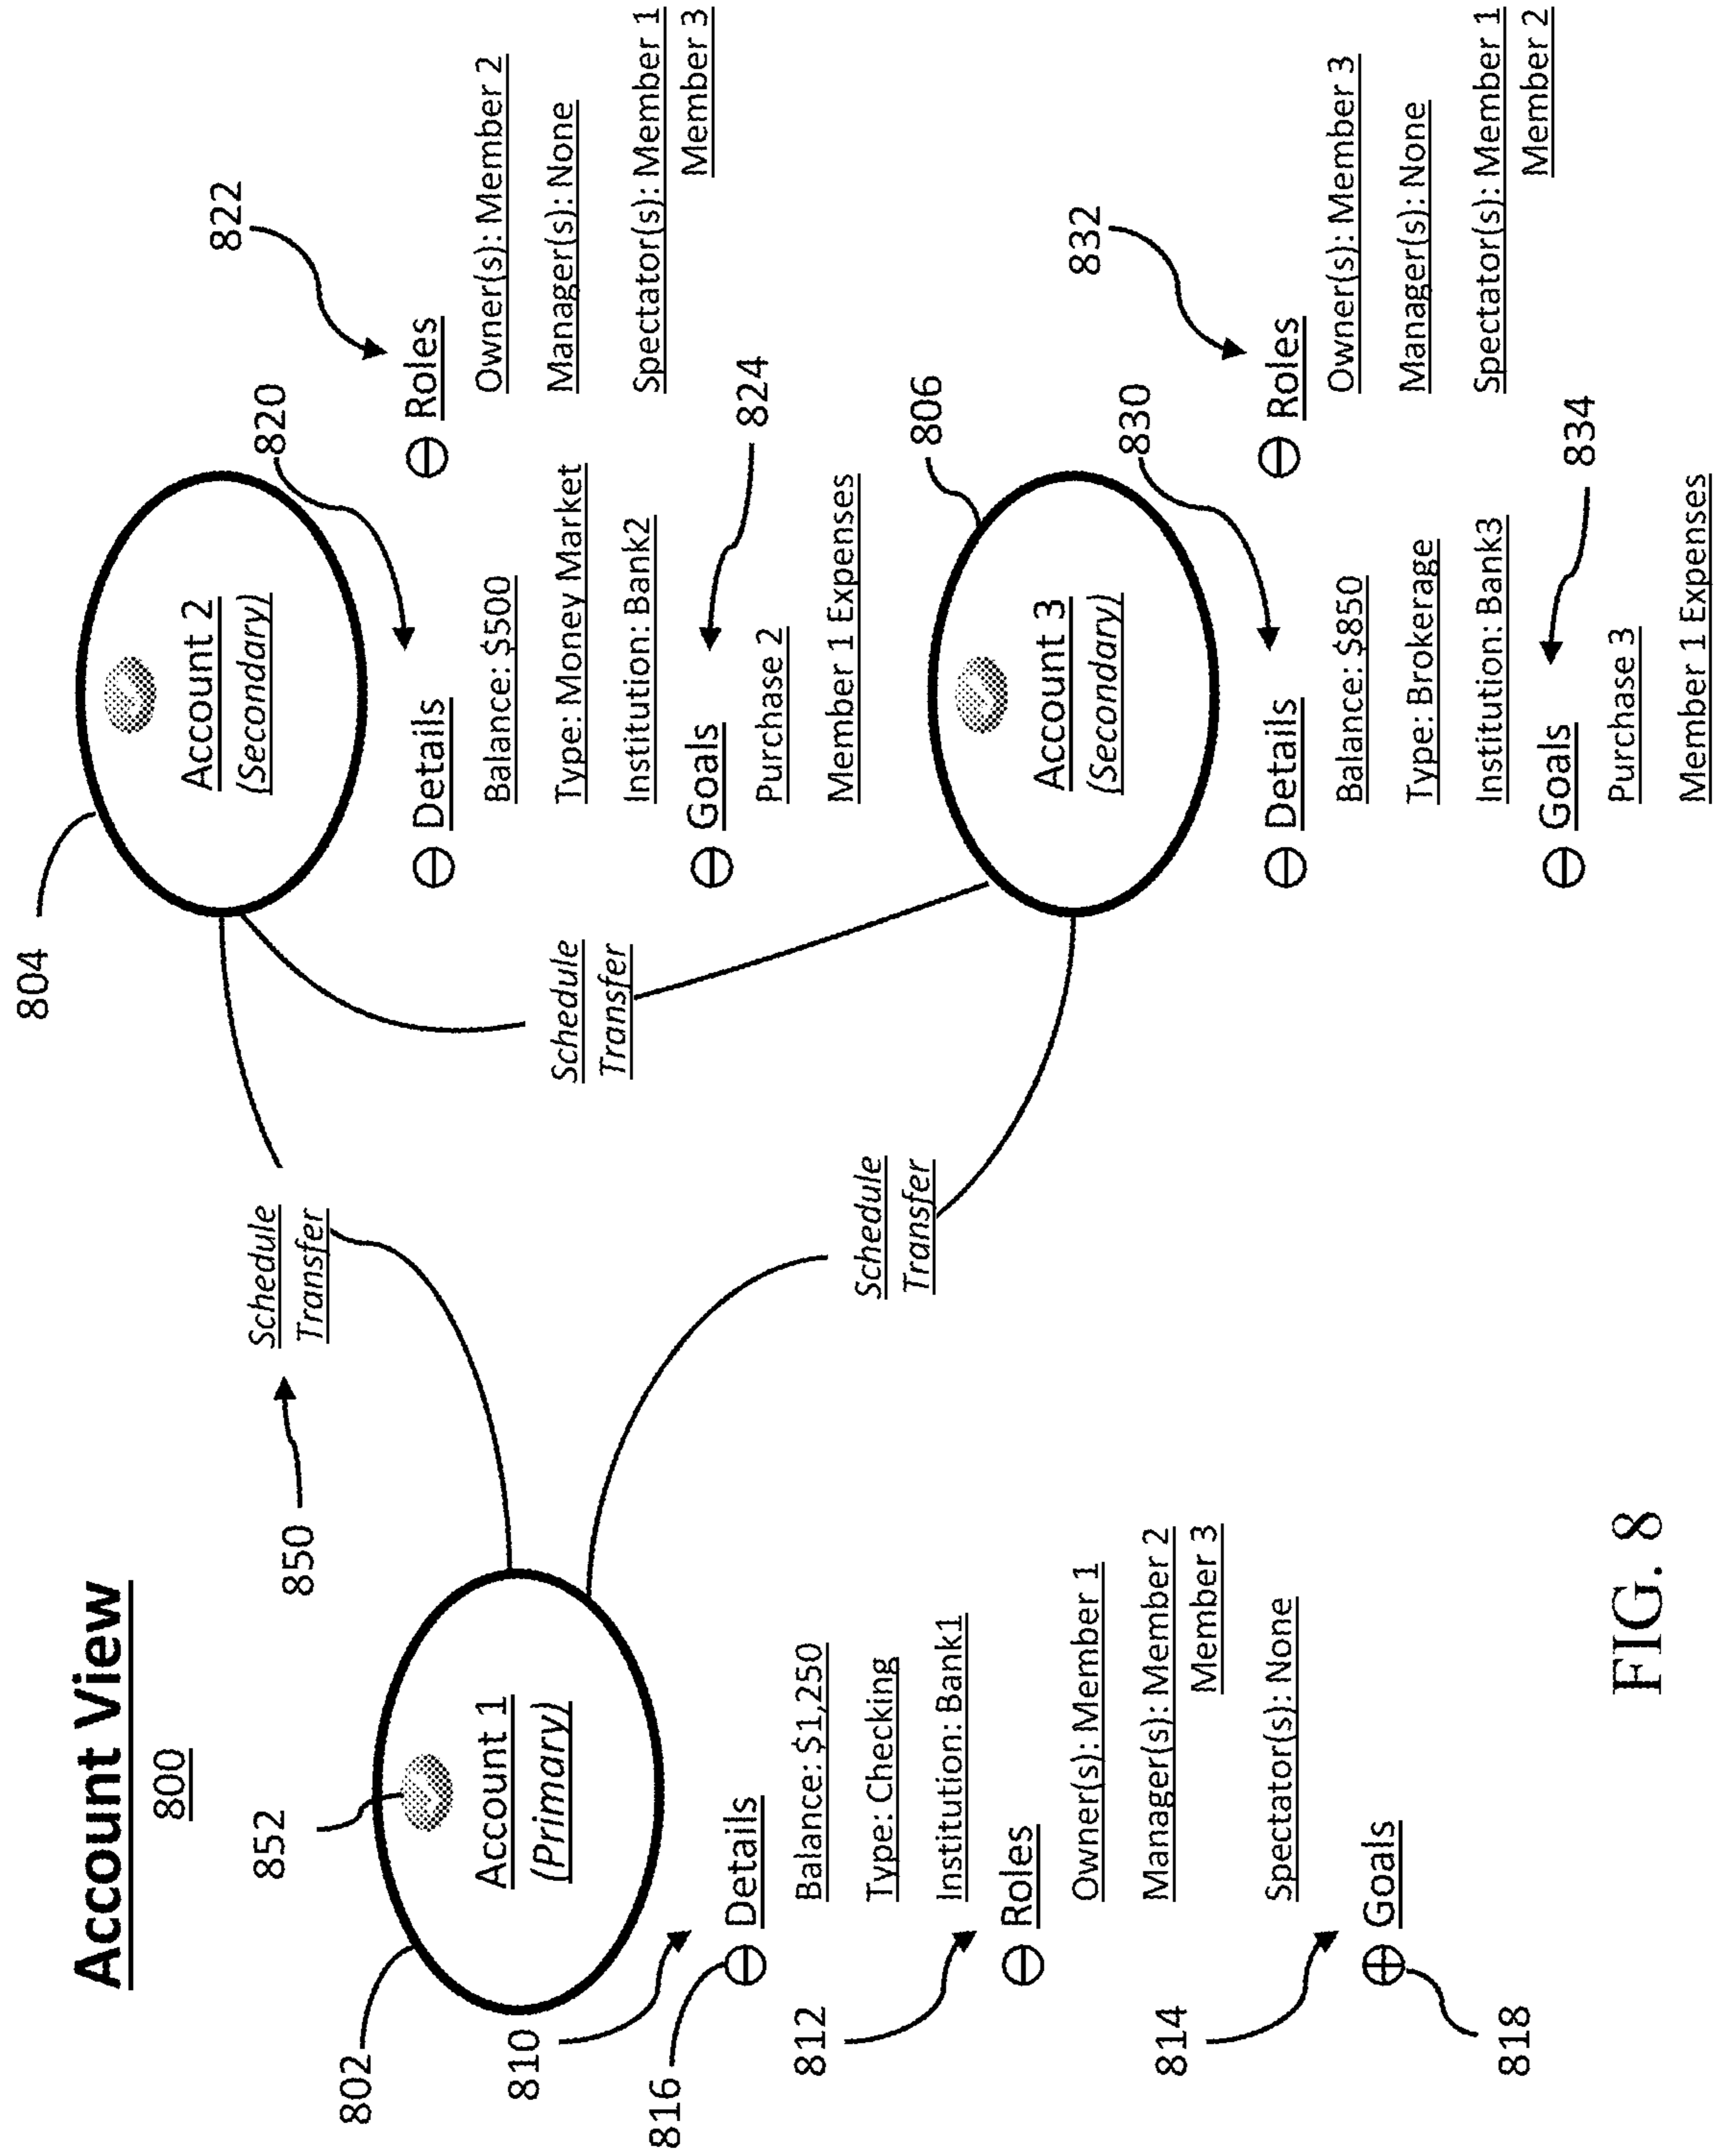 Account View
800
852
802
Account 1
(Primary)
810
816
Details
Balance: $1,250
Type: Checking
Institution: Bank1
812
Roles
Owner(s): Member 1
Manager(s): Member 2
Member 3
Spectator(s): None
814
Goals
818
850
Schedule
Transfer
Schedule
Transfer
Schedule
Transfer
804
Account 2
(Secondary)
820
Details
Balance: $500
Type: Money Market
Institution: Bank2
Goals
824
Purchase 2
Member 1 Expenses
822
Roles
Owner(s): Member 2
Manager(s): None
Spectator(s): Member 1
Member 3
806
Account 3
(Secondary)
830
Details
Balance: $850
Type: Brokerage
Institution: Bank3
Goals
834
Purchase 3
Member 1 Expenses
832
Roles
Owner(s): Member 3
Manager(s): None
Spectator(s): Member 1
Member 2
FIG. 8